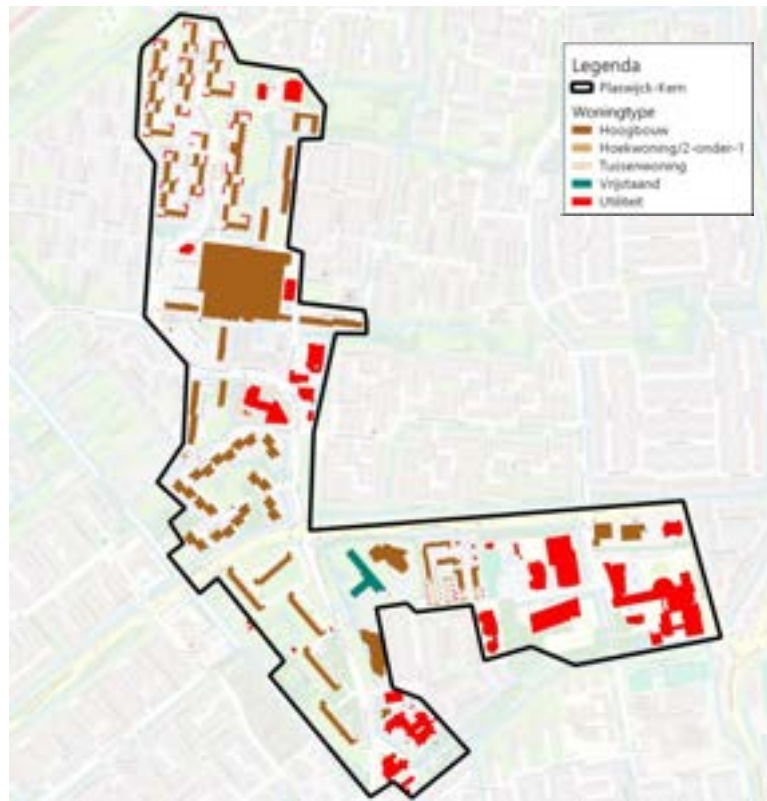 Legenda
Plaswijck-Kern
Woningtype
Hoogbouw
Hoekwoning/2-onder-1
Tussenwoning
Vrijstaand
Utiliteit